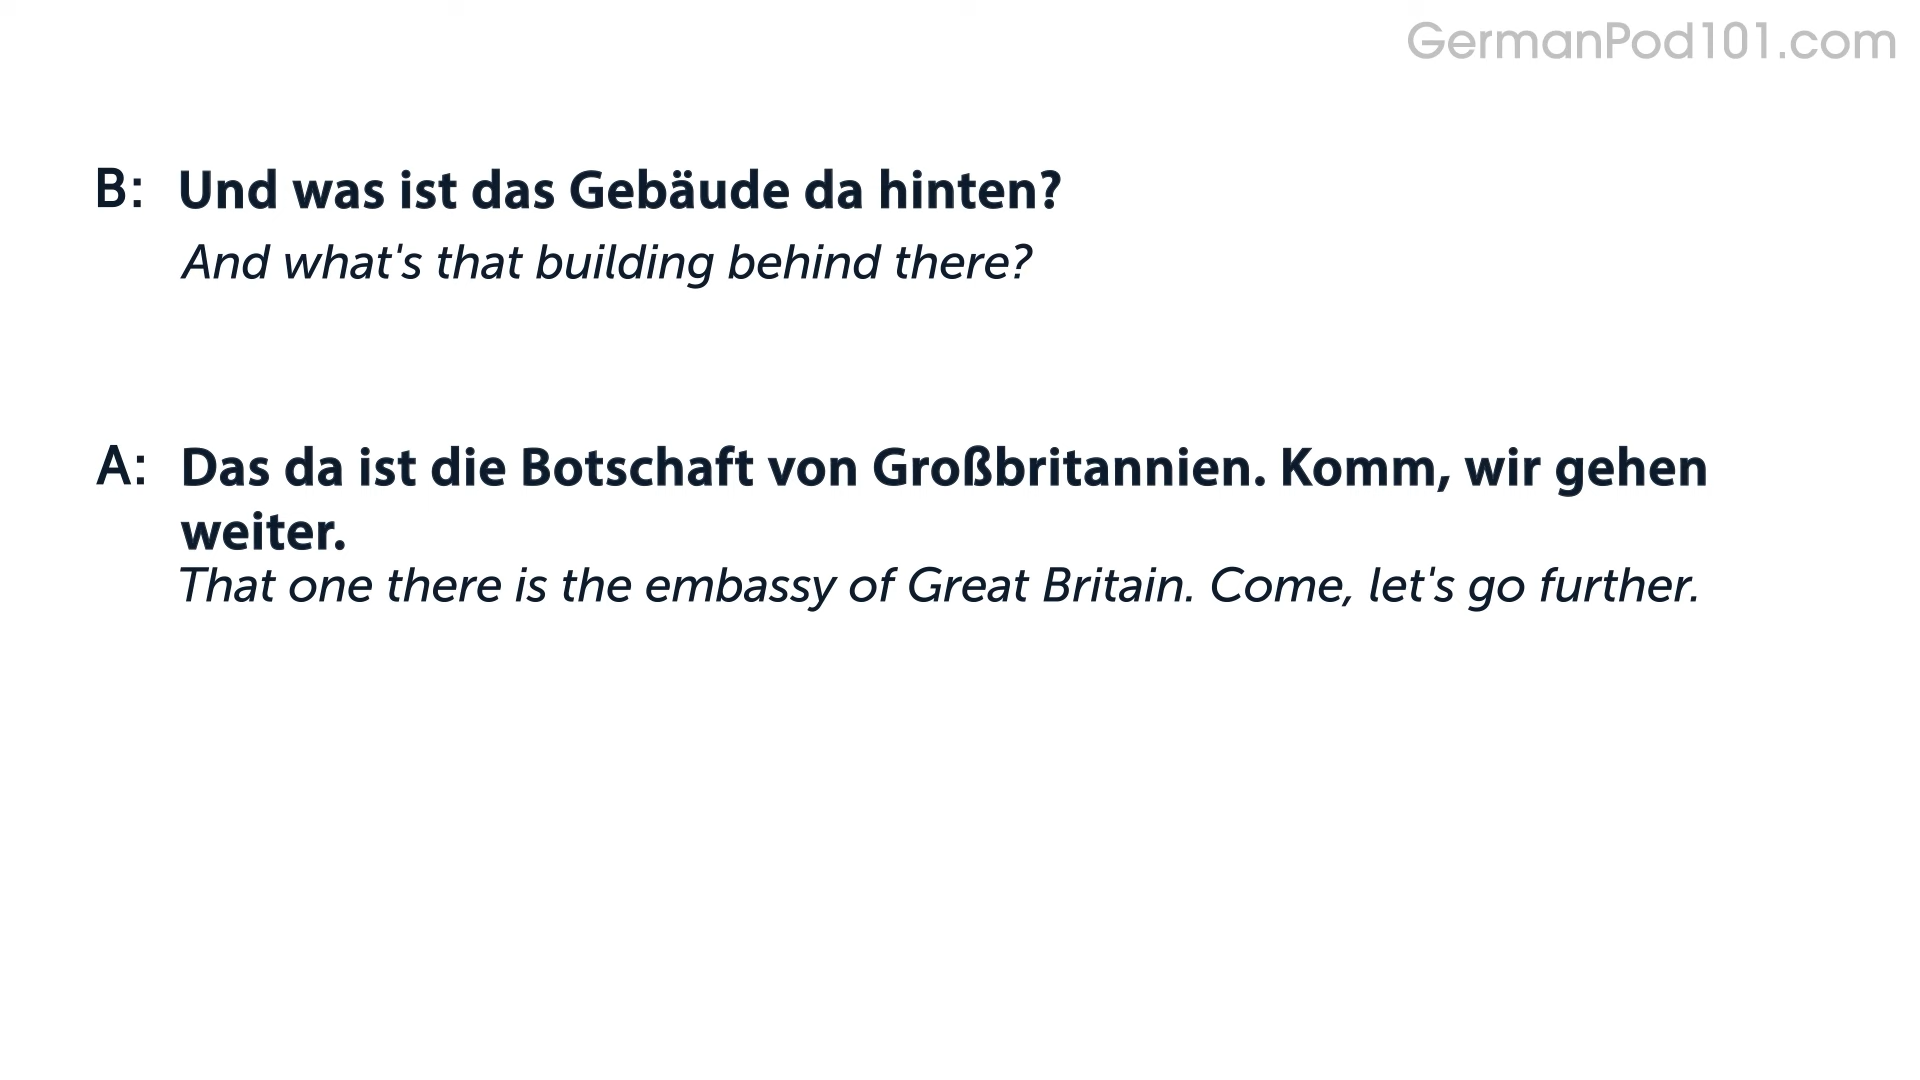 GermanPod101.com
B: Und was ist das Gebäude da hinten?
And what's that building behind there?
A: Das da ist die Botschaft von Großbritannien. Komm, wir gehen
weiter.
That one there is the embassy of Great Britain. Come, let's go further.